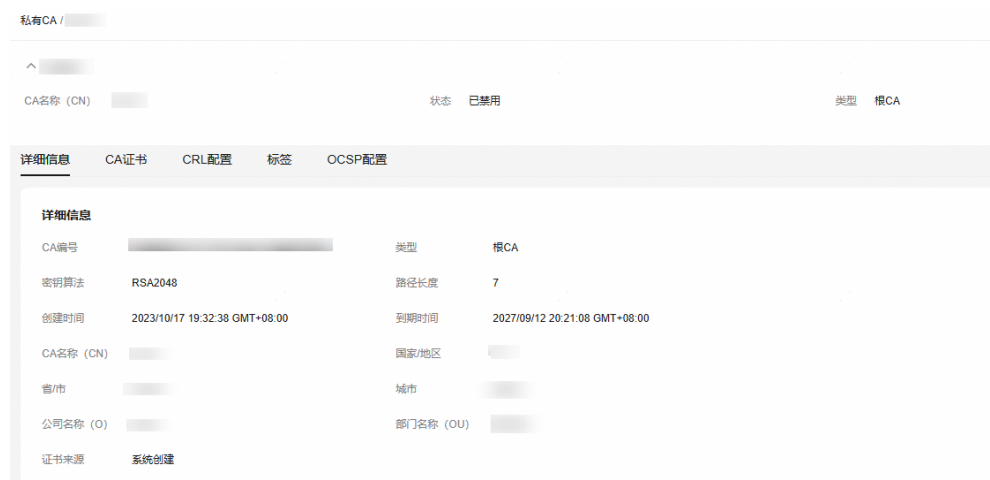 私有CA /
CA名称（CN） 状态 已禁用 类型 根CA
详细信息 CA证书 CRL配置 标签 OCSP配置
详细信息
CA编号 类型 根CA
密钥算法 RSA2048 路径长度 7
创建时间 2023/10/17 19:32:38 GMT+08:00 到期时间 2027/09/12 20:21:08 GMT+08:00
CA名称（CN） 国家/地区
省/市 城市
公司名称（O） 部门名称（OU）
证书来源 系统创建